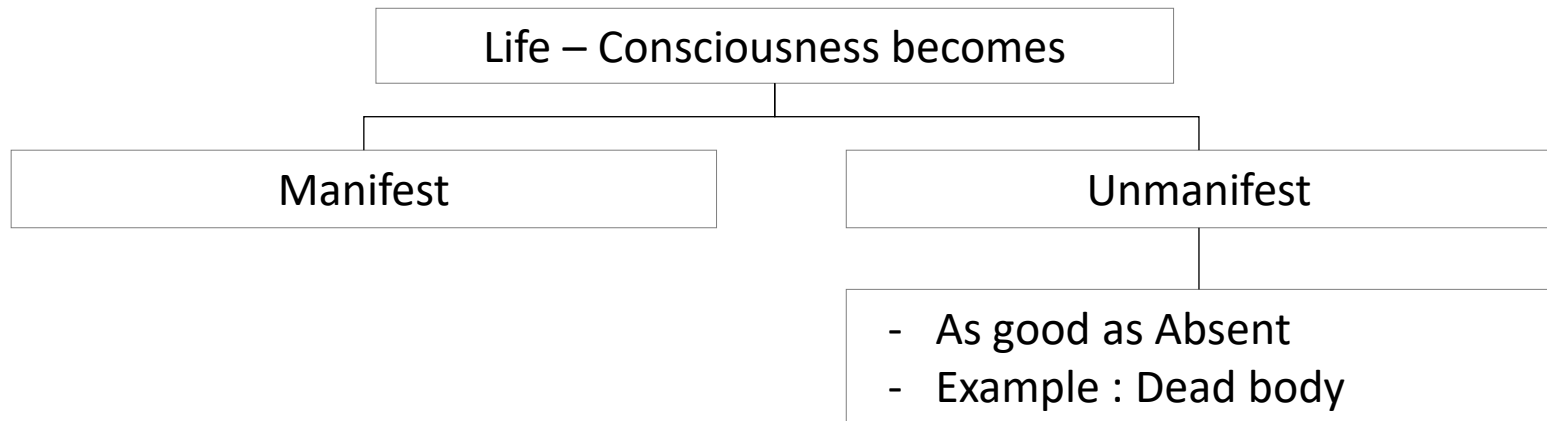 Life – Consciousness becomes
Manifest
Unmanifest
- As good as Absent
- Example : Dead body